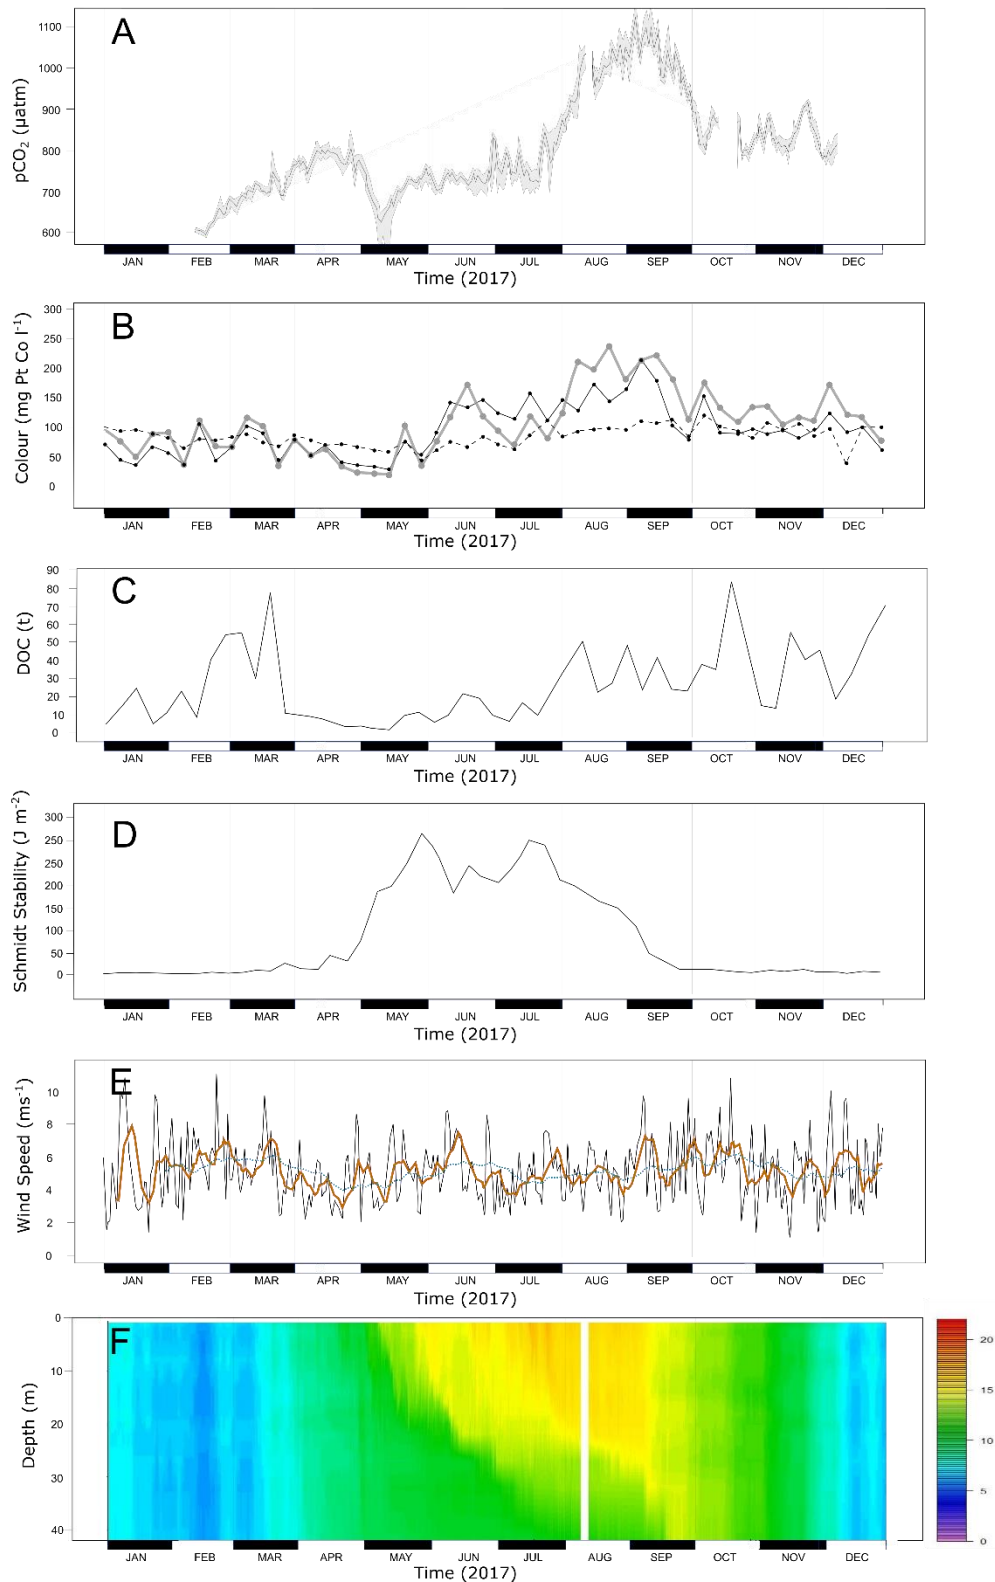 A
pCO2 (µatm)
1100
1000
900
800
700
600
JAN FEB MAR APR MAY JUN JUL AUG SEP OCT NOV DEC
Time (2017)
B
Colour (mg Pt Co l-1)
300
250
200
150
100
50
0
JAN FEB MAR APR MAY JUN JUL AUG SEP OCT NOV DEC
Time (2017)
C
DOC (t)
90
80
70
60
50
40
30
20
10
0
JAN FEB MAR APR MAY JUN JUL AUG SEP OCT NOV DEC
Time (2017)
D
Schmidt Stability (J m-2)
300
250
200
250
100
50
0
JAN FEB MAR APR MAY JUN JUL AUG SEP OCT NOV DEC
Time (2017)
E
Wind Speed (ms-1)
10
8
6
4
2
0
JAN FEB MAR APR MAY JUN JUL AUG SEP OCT NOV DEC
Time (2017)
F
Depth (m)
0
10
20
30
40
20
15
10
5
0
JAN FEB MAR APR MAY JUN JUL AUG SEP OCT NOV DEC
Time (2017)